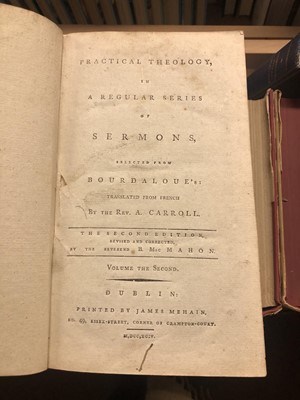 PRACTICAL THEOLOGY,
IN
A REGULAR SERIES
OF
SERMONS,
SELECTED FROM
BOURDALOUE's:
TRANSLATED FROM FRENCH
BY THE REV. A. CARROLL.
THE SECOND EDITION,
REVISED AND CORRECTED,
BY THE REVEREND B. MAC MAHON.
VOLUME THE SECOND.
DUBLIN:
PRINTED BY JAMES MEHAIN,
NO. 49, ESSEX-STREET, CORNER OF CRAMPTON-COURT.
M,DCC,XCIV.